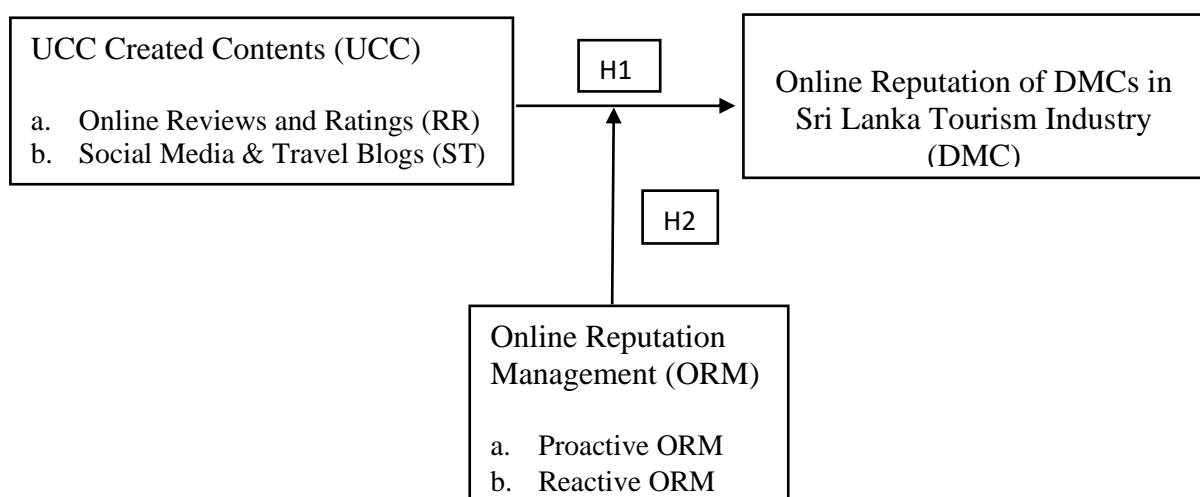 UCC Created Contents (UCC)
a. Online Reviews and Ratings (RR)
b. Social Media & Travel Blogs (ST)
H1
Online Reputation of DMCs in
Sri Lanka Tourism Industry
(DMC)
H2
Online Reputation
Management (ORM)
a. Proactive ORM
b. Reactive ORM